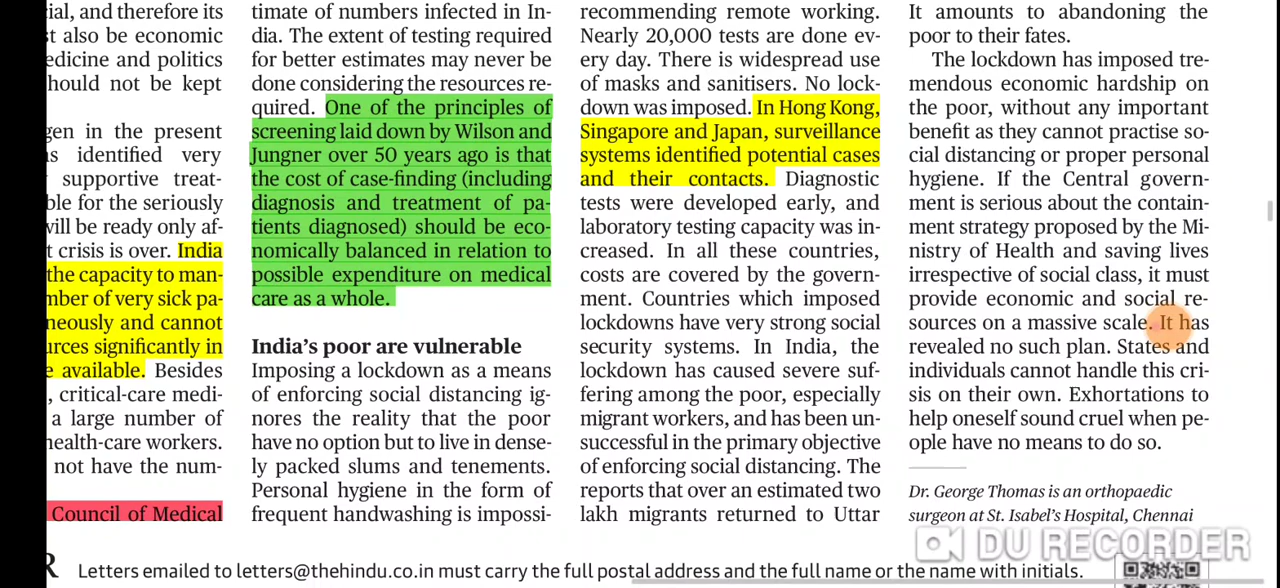 ial, and therefore its
t also be economic
edicine and politics
hould not be kept
gen in the present
s identified very
supportive treat-
ble for the seriously
will be ready only af-
t crisis is over. India
the capacity to man-
mber of very sick pa-
neously and cannot
urces significantly in
e available. Besides
, critical-care medi-
a large number of
health-care workers.
not have the num-
Council of Medical
timate of numbers infected in In-
dia. The extent of testing required
for better estimates may never be
done considering the resources re-
quired. One of the principles of
screening laid down by Wilson and
Jungner over 50 years ago is that
the cost of case-finding (including
diagnosis and treatment of pa-
tients diagnosed) should be eco-
nomically balanced in relation to
possible expenditure on medical
care as a whole.
India's poor are vulnerable
Imposing a lockdown as a means
of enforcing social distancing ig-
nores the reality that the poor
have no option but to live in dense-
ly packed slums and tenements.
Personal hygiene in the form of
frequent handwashing is impossi-
recommending remote working.
Nearly 20,000 tests are done ev-
ery day. There is widespread use
of masks and sanitisers. No lock-
down was imposed. In Hong Kong,
Singapore and Japan, surveillance
systems identified potential cases
and their contacts. Diagnostic
tests were developed early, and
laboratory testing capacity was in-
creased. In all these countries,
costs are covered by the govern-
ment. Countries which imposed
lockdowns have very strong social
security systems. In India, the
lockdown has caused severe suf-
fering among the poor, especially
migrant workers, and has been un-
successful in the primary objective
of enforcing social distancing. The
reports that over an estimated two
lakh migrants returned to Uttar
It amounts to abandoning the
poor to their fates.
The lockdown has imposed tre-
mendous economic hardship on
the poor, without any important
benefit as they cannot practise so-
cial distancing or proper personal
hygiene. If the Central govern-
ment is serious about the contain-
ment strategy proposed by the Mi-
nistry of Health and saving lives
irrespective of social class, it must
provide economic and social re-
sources on a massive scale. It has
revealed no such plan. States and
individuals cannot handle this cri-
sis on their own. Exhortations to
help oneself sound cruel when pe-
ople have no means to do so.
Dr. George Thomas is an orthopaedic
surgeon at St. Isabel's Hospital, Chennai
DU RECORDER
R Letters emailed to letters@thehindu.co.in must carry the full postal address and the full name or the name with initials.